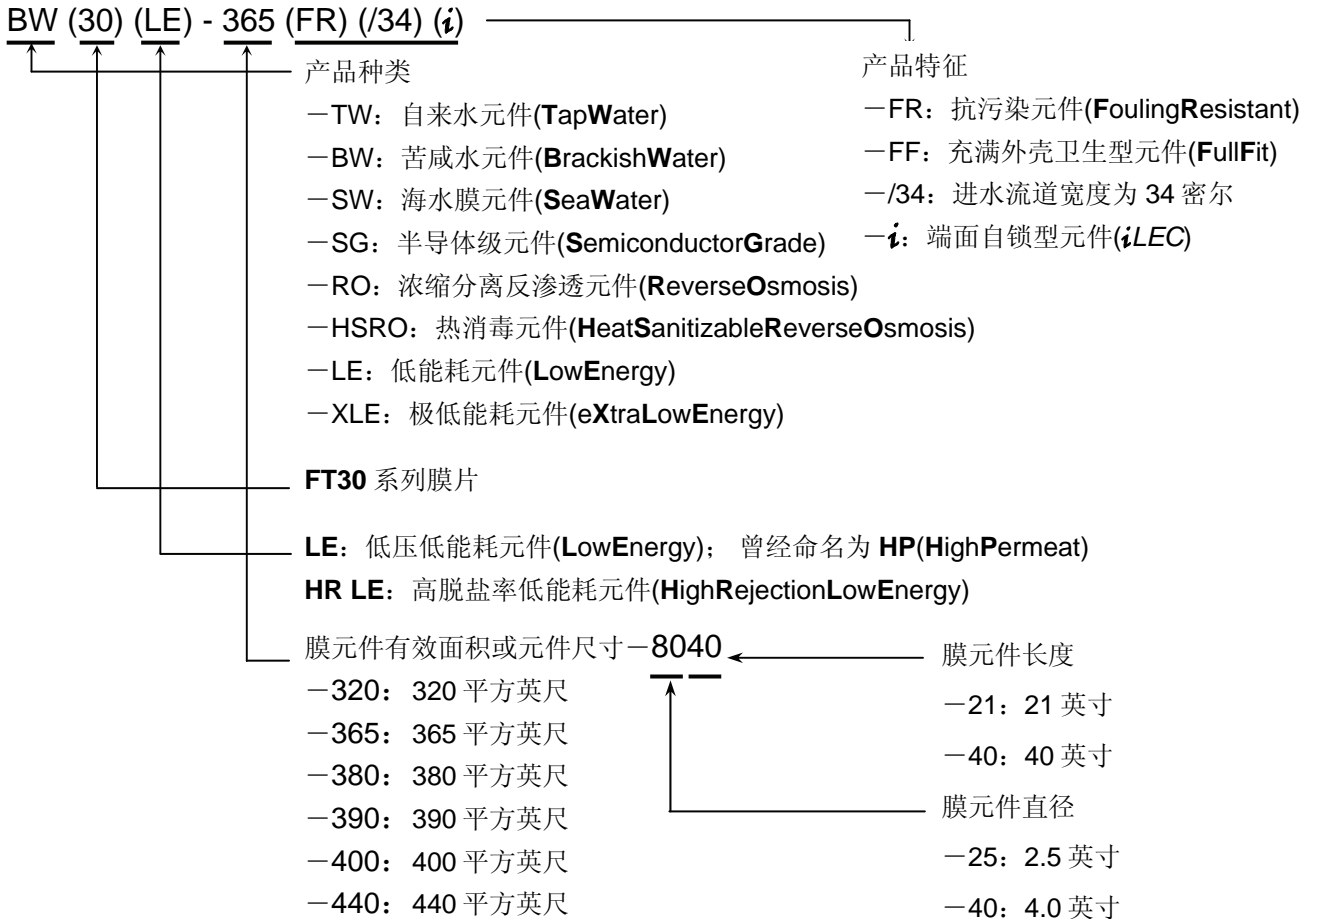 BW (30) (LE) - 365 (FR) (/34) (i)
产品种类
－TW：自来水元件(TapWater)
－BW：苦咸水元件(BrackishWater)
－SW：海水膜元件(SeaWater)
－SG：半导体级元件(SemiconductorGrade)
－RO：浓缩分离反渗透元件(ReverseOsmosis)
－HSRO：热消毒元件(HeatSanitizableReverseOsmosis)
－LE：低能耗元件(LowEnergy)
－XLE：极低能耗元件(eXtraLowEnergy)
产品特征
－FR：抗污染元件(FoulingResistant)
－FF：充满外壳卫生型元件(FullFit)
－/34：进水流道宽度为 34 密尔
－i：端面自锁型元件(iLEC)
FT30 系列膜片
LE：低压低能耗元件(LowEnergy)； 曾经命名为 HP(HighPermeat)
HR LE：高脱盐率低能耗元件(HighRejectionLowEnergy)
膜元件有效面积或元件尺寸－8040
－320：320 平方英尺
－365：365 平方英尺
－380：380 平方英尺
－390：390 平方英尺
－400：400 平方英尺
－440：440 平方英尺
膜元件长度
－21：21 英寸
－40：40 英寸
膜元件直径
－25：2.5 英寸
－40：4.0 英寸